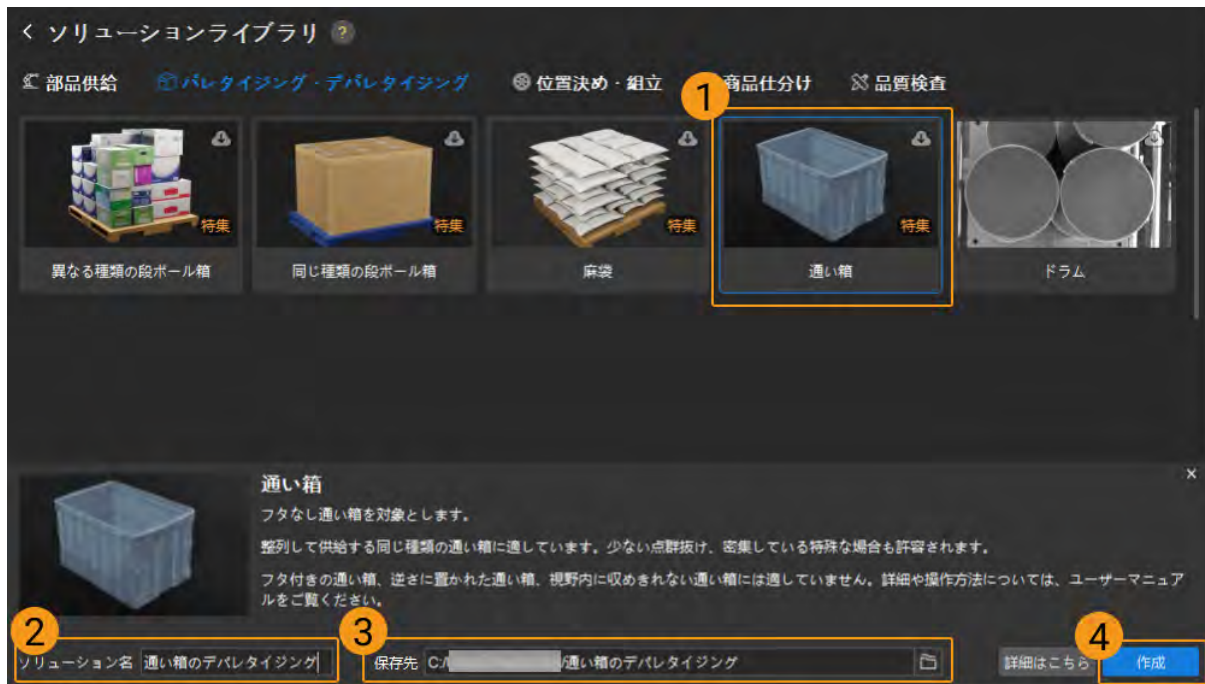 ソリューションライブラリ ?
部品供給 パレタイジング・デパレタイジング 位置決め・組立 商品仕分け 品質検査
1
特集 特集 特集 特集
異なる種類の段ボール箱 同じ種類の段ボール箱 麻袋 通い箱 ドラム
通い箱
フタなし通い箱を対象とします。
整列して供給する同じ種類の通い箱に適しています。少ない点群抜け、密集している特殊な場合も許容されます。
フタ付きの通い箱、逆さに置かれた通い箱、視野内に収めきれない通い箱には適していません。詳細や操作方法については、ユーザーマニュア
ルをご覧ください。
2 3 4
ソリューション名 通い箱のデパレタイジング 保存先 C:/ /通い箱のデパレタイジング 詳細はこちら 作成